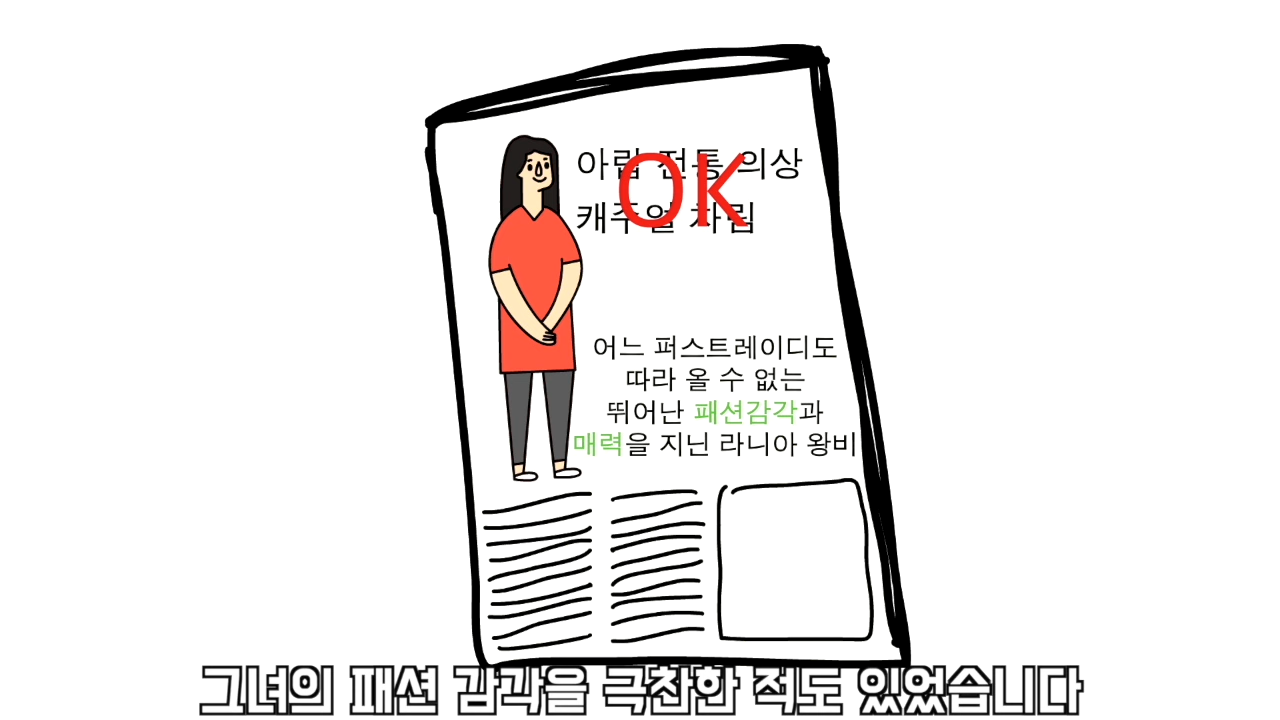 아랍 전통 의상
캐주얼 차림
OK
어느 퍼스트레이디도
따라 올 수 없는
뛰어난 패션감각과
매력을 지닌 라니아 왕비
그녀의 패션 감각을 극찬한 적도 있었습니다